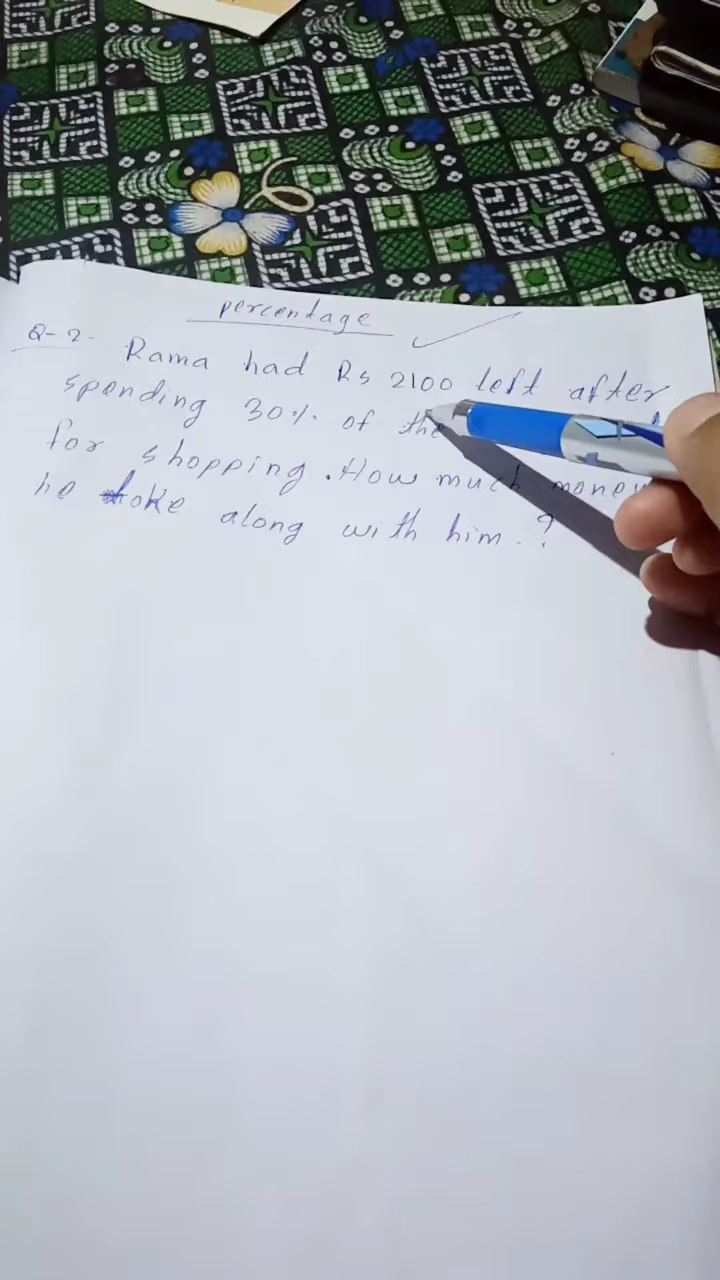 percentage
Q-2- Rama had Rs 2100 left after
spending 30% of the
for shopping. How much money
he toke along with him.?